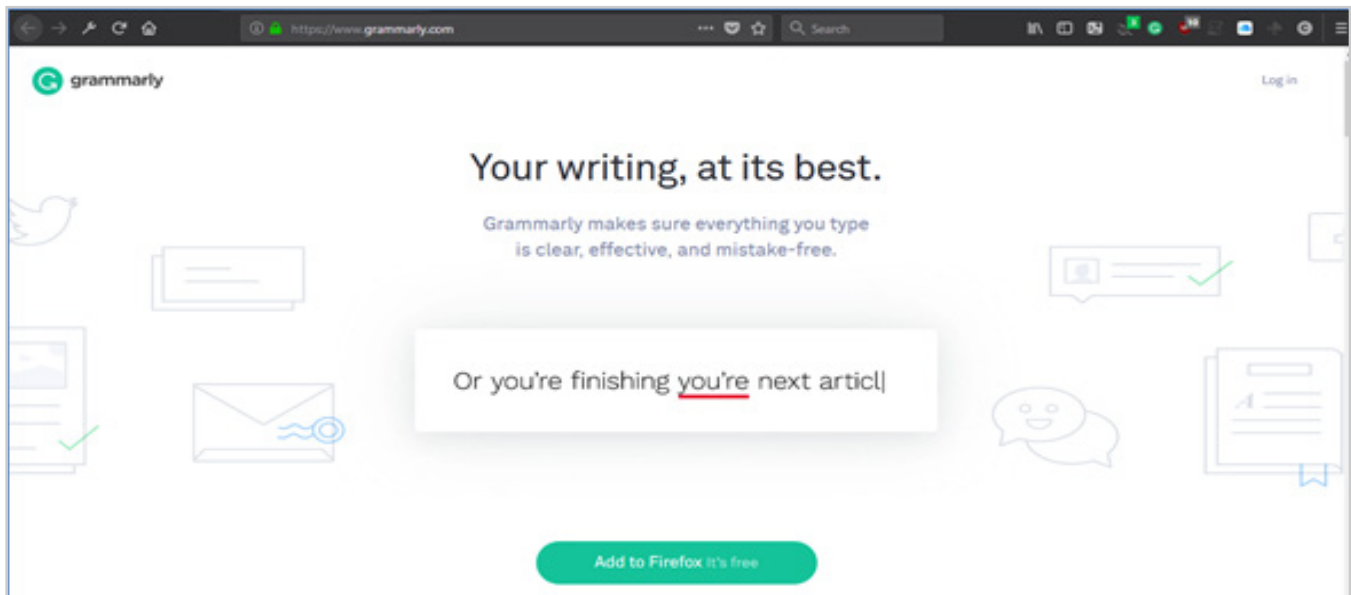 https://www.grammarly.com
Search
grammarly
Log in
Your writing, at its best.
Grammarly makes sure everything you type
is clear, effective, and mistake-free.
Or you're finishing you're next articl
Add to Firefox It's free